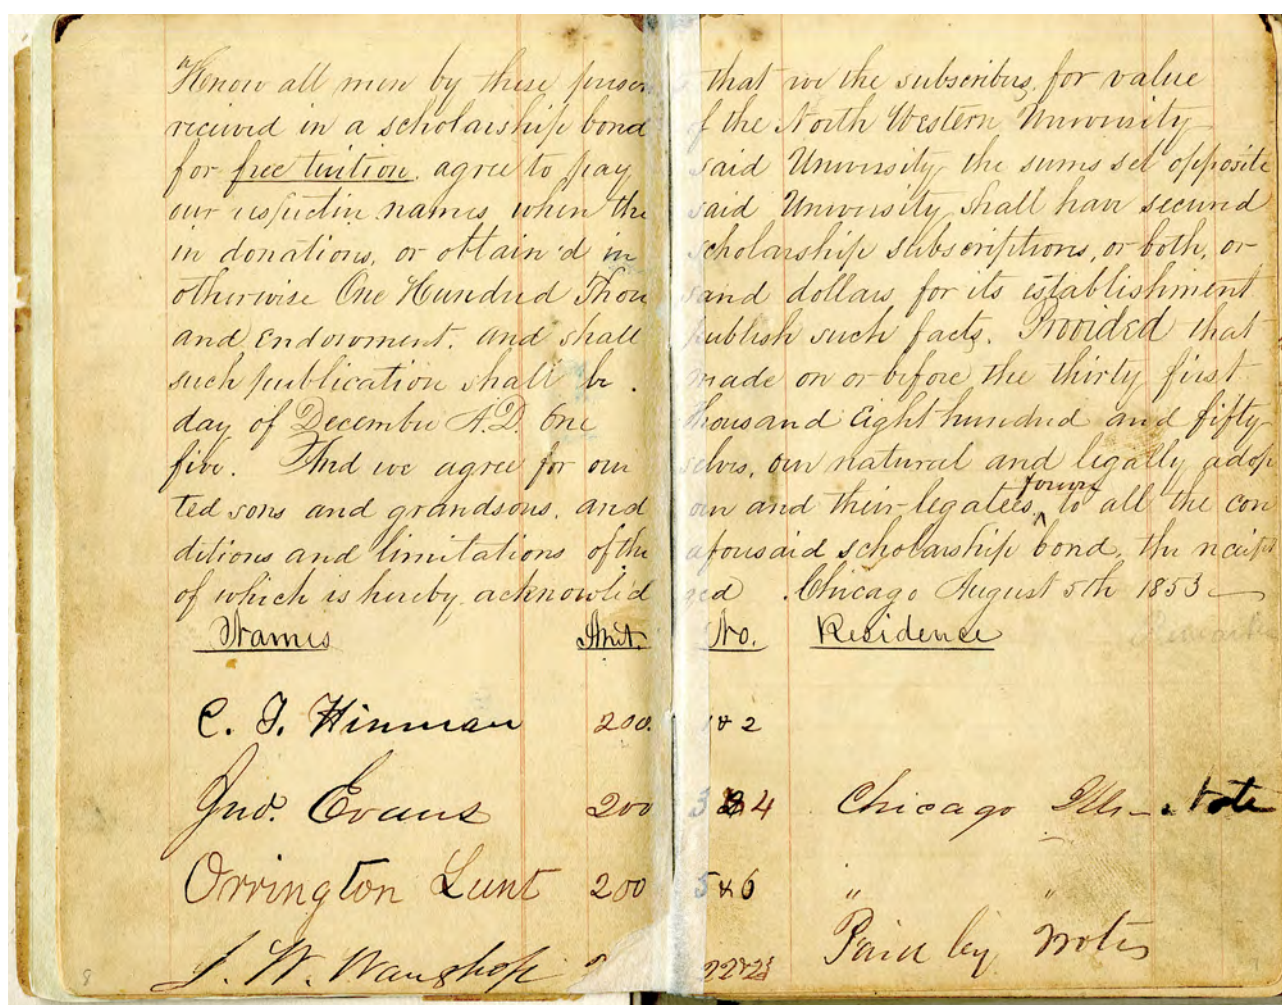 Know all men by these presen s that we the subscribers, for value
received in a scholarship bond of the North Western University
for free tuition, agree to pay said University the sums set opposite
our respective names, when the said University shall have secured
in donations, or obtain'd in scholarship subscriptions, or both, or
otherwise One Hundred Thou sand dollars for its establishment
and Endowment. and shall publish such facts. Provided that
such publication shall be. made on or before the thirty first
day of December A.D. One thousand Eight hundred and fifty
five. And we agree for our selves, our natural and legally adop
ted sons and grandsons. and our and their legatees, to all the con
ditions and limitations of the aforesaid scholarship bond, the receipt
of which is hereby acknowled ged. Chicago August 5th 1853
Names Amt. No. Residence
C. T. Hinman 200. 1 & 2
Jno. Evans 200 3 & 4 Chicago Ills - . Note
Orrington Lunt 200 5 & 6 " "
J. W. Waughop 22 & 23 Paid by Notes
8